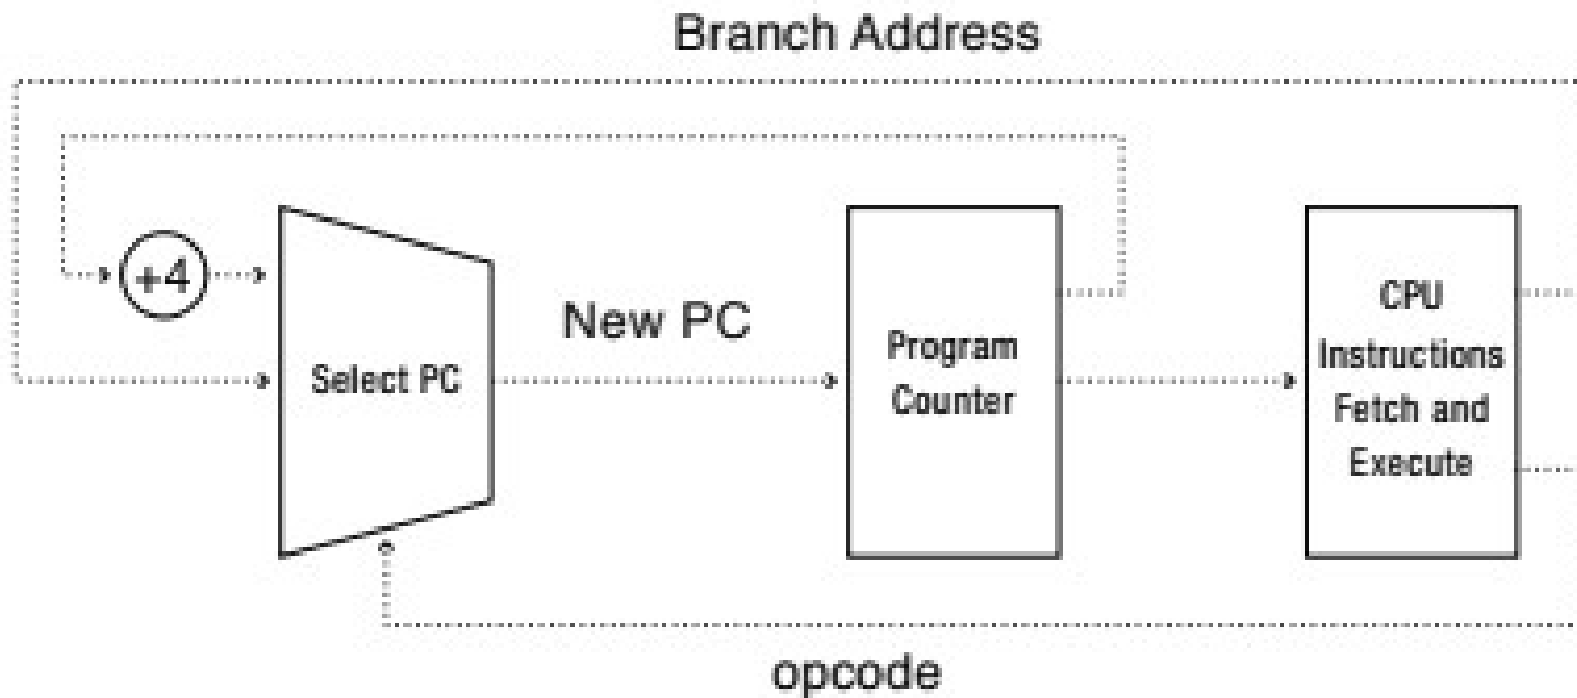 Branch Address
+4
Select PC
New PC
Program
Counter
CPU
Instructions
Fetch and
Execute
opcode